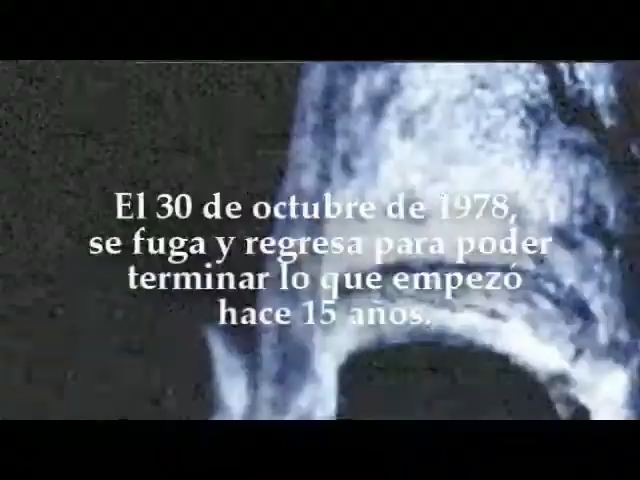 El 30 de octubre de 1978,
se fuga y regresa para poder
terminar lo que empezó
hace 15 años.